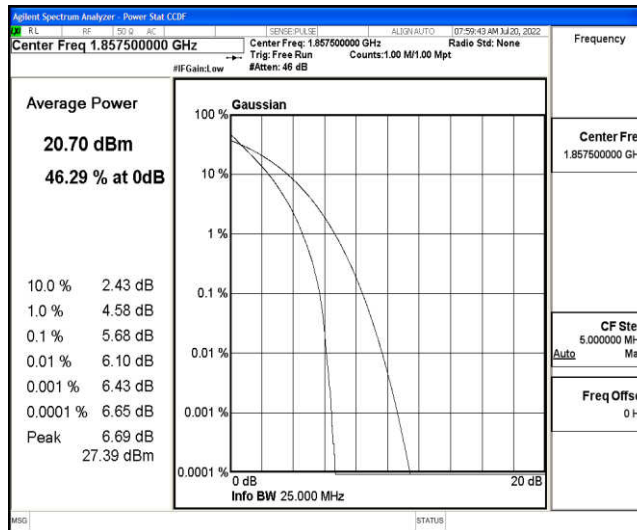 Agilent Spectrum Analyzer - Power Stat CCDF
RL RF 50 Ω AC SENSE:PULSE ALIGN AUTO 07:59:43 AM Jul 20, 2022
Center Freq 1.857500000 GHz
Center Freq: 1.857500000 GHz Radio Std: None
Trig: Free Run Counts:1.00 M/1.00 Mpt
#IFGain:Low #Atten: 46 dB
Frequency
Average Power
20.70 dBm
46.29 % at 0dB
10.0 % 2.43 dB
1.0 % 4.58 dB
0.1 % 5.68 dB
0.01 % 6.10 dB
0.001 % 6.43 dB
0.0001 % 6.65 dB
Peak 6.69 dB
27.39 dBm
Gaussian
100 %
10 %
1 %
0.1 %
0.01 %
0.001 %
0.0001 %
0 dB 20 dB
Info BW 25.000 MHz
Center Fre
1.857500000 GH
CF Ste
5.000000 MH
Auto Ma
Freq Offs
0 H
MSG STATUS